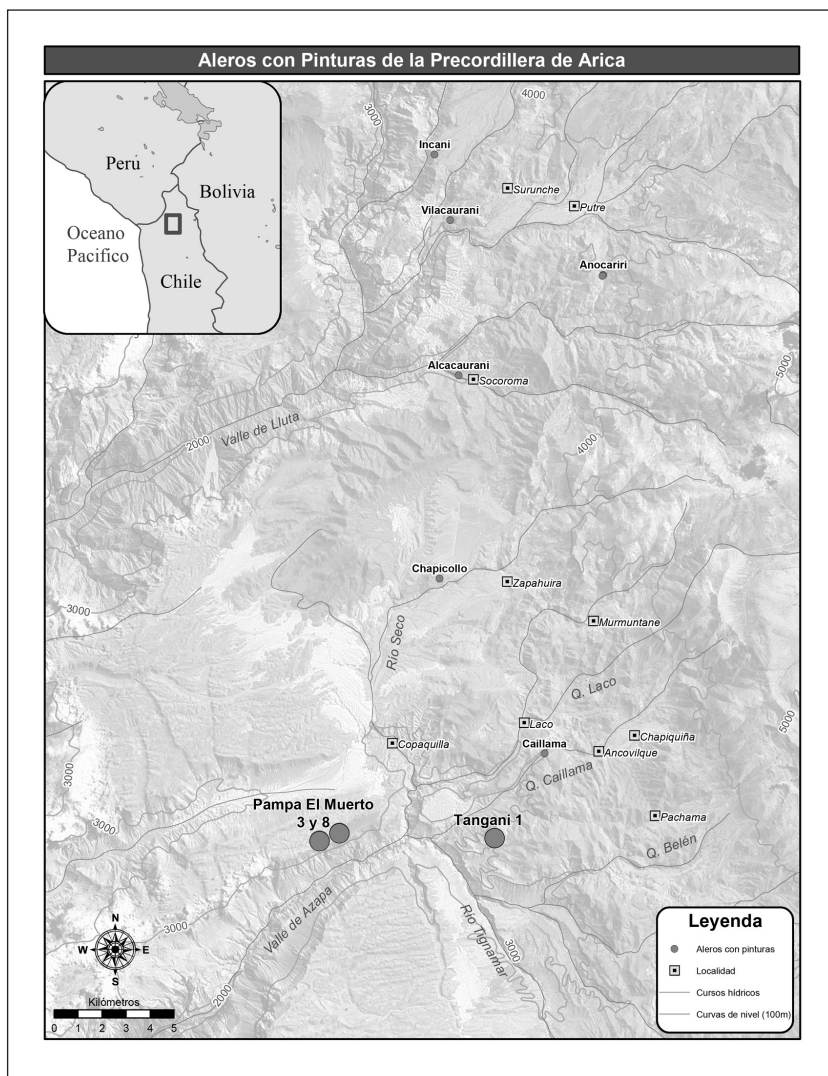 Aleros con Pinturas de la Precordillera de Arica
Peru
Bolivia
Oceano
Pacifico
Chile
3000
4000
Incani
Surunche
Putre
Vilacaurani
Anocariri
Alcacaurani
Socoroma
5000
2000
Valle de Lluta
4000
Chapicollo
Zapahuira
3000
Murmuntane
Río Seco
Q. Laco
Laco
5000
Copaquilla
Caillama
Chapiquiña
Ancovilque
3000
Q. Caillama
Pampa El Muerto
3 y 8
Tangani 1
Pachama
3000
Q. Belén
Valle de Azapa
3000
Río Tignamar
3000
2000
N
W
E
S
Kilómetros
0 1 2 3 4 5
Leyenda
Aleros con pinturas
Localidad
Cursos hídricos
Curvas de nivel (100m)